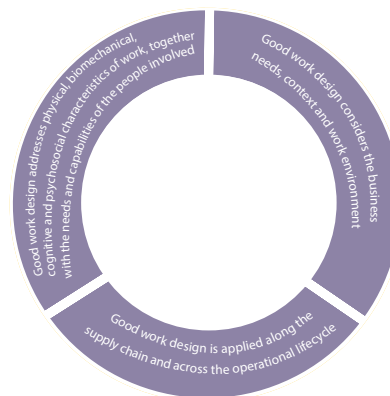 Good work design addresses physical, biomechanical,
cognitive and psychosocial characteristics of work, together
with the needs and capabilities of the people involved
Good work design considers the business
needs, context and work environment
Good work design is applied along the
supply chain and across the operational lifecycle